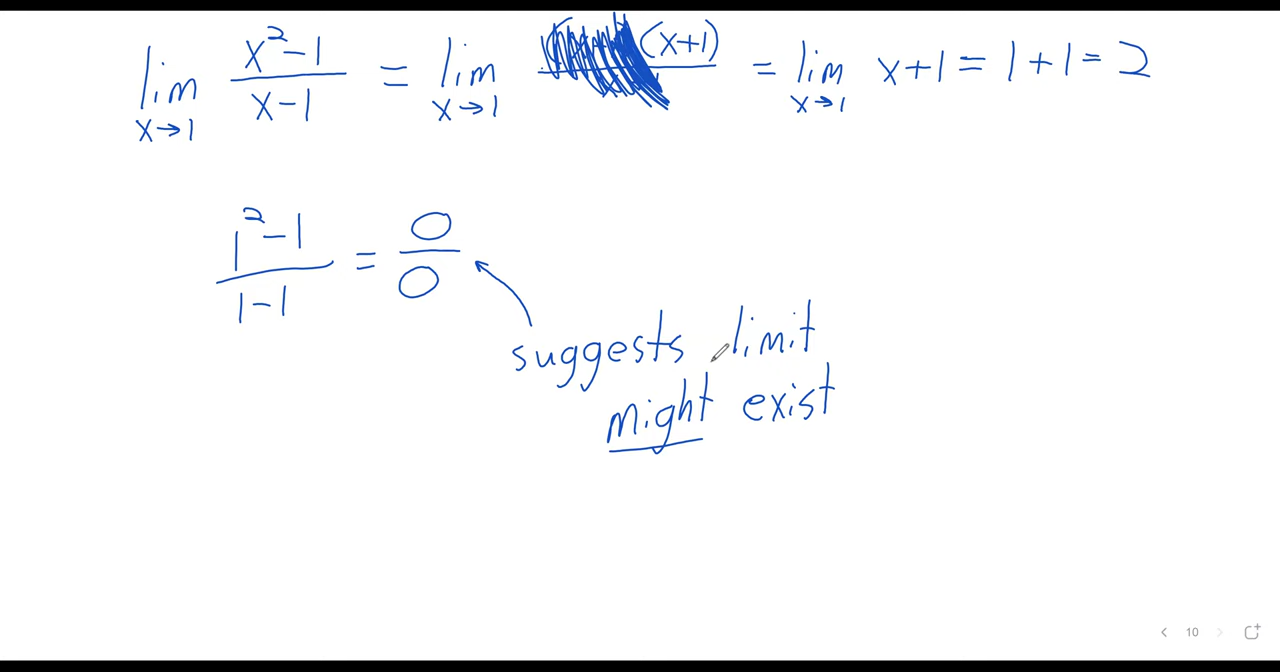 lim x→1 x²-1 / x-1 = lim x→1 (x+1) = lim x→1 x+1 = 1+1 = 2
1²-1 / 1-1 = 0/0
suggests limit
might exist
10